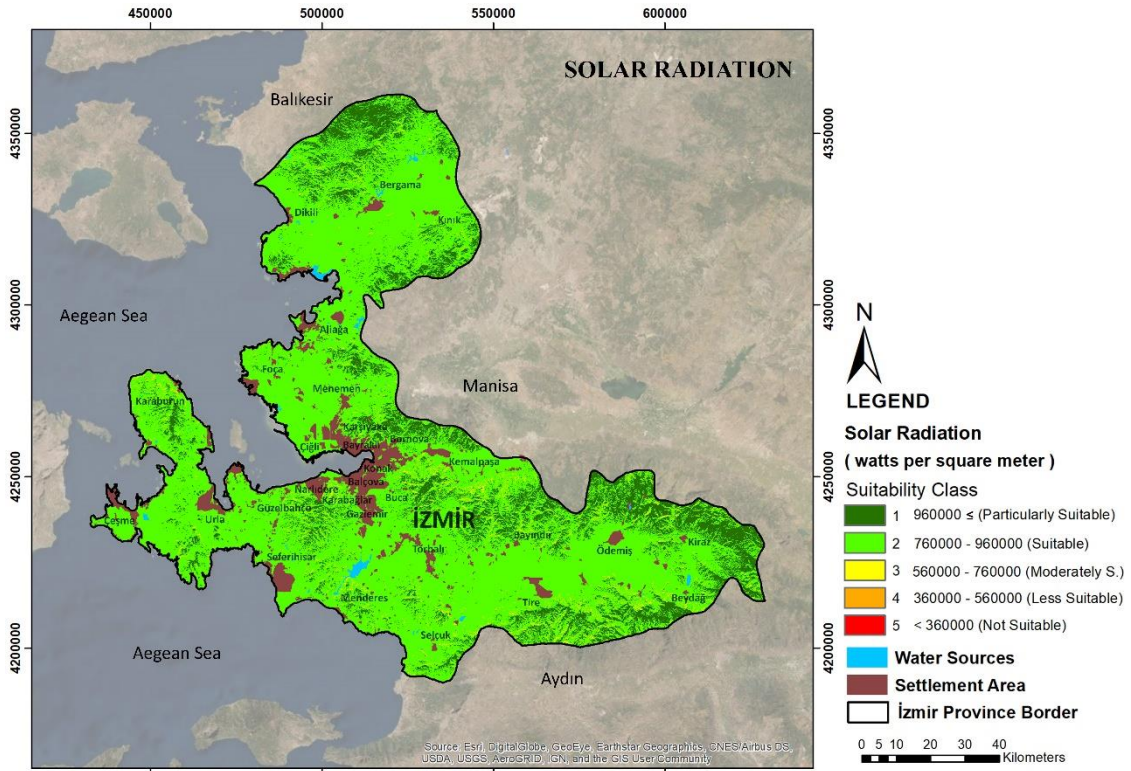 450000 500000 550000 600000
SOLAR RADIATION
Balıkesir
4350000 4350000
Bergama
Dikili
Kınık
4300000 4300000
Aegean Sea
Aliağa
Foça
Manisa
Menemen
Karaburun
Karşıyaka
Bornova
Çiğli
Bayraklı
Konak
Kemalpaşa
4250000 4250000
Balçova
Narlıdere
Karabağlar
Buca
Çeşme
Urla
Güzelbahçe
Gaziemir
İZMİR
Bayındır
Ödemiş
Kiraz
Torbalı
Seferihisar
Menderes
Tire
Beydağ
Selçuk
4200000 4200000
Aegean Sea
Aydın
Source: Esri, DigitalGlobe, GeoEye, Earthstar Geographics, CNES/Airbus DS,
USDA, USGS, AeroGRID, IGN, and the GIS User Community
450000 500000 550000 600000
N
LEGEND
Solar Radiation
( watts per square meter )
Suitability Class
1 960000 ≤ (Particularly Suitable)
2 760000 - 960000 (Suitable)
3 560000 - 760000 (Moderately S.)
4 360000 - 560000 (Less Suitable)
5 < 360000 (Not Suitable)
Water Sources
Settlement Area
İzmir Province Border
0 5 10 20 30 40
Kilometers